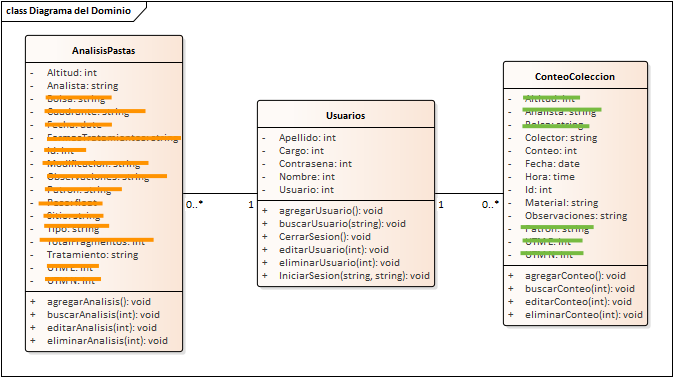 class Diagrama del Dominio
AnalisisPastas
- Altitud: int
- Analista: string
- Bolsa: string
- Cuadrante: string
- Fecha: date
- FormasTratamientos: string
- Id: int
- Modificacion: string
- Observaciones: string
- Patron: string
- Peso: float
- Sitio: string
- Tipo: string
- TotalFragmentos: int
- Tratamiento: string
- UTM E: int
- UTM N: int
+ agregarAnalisis(): void
+ buscarAnalisis(int): void
+ editarAnalisis(int): void
+ eliminarAnalisis(int): void
0..*
1
Usuarios
- Apellido: int
- Cargo: int
- Contrasena: int
- Nombre: int
- Usuario: int
+ agregarUsuario(): void
+ buscarUsuario(string): void
+ CerrarSesion(): void
+ editarUsuario(int): void
+ eliminarUsuario(int): void
+ IniciarSesion(string, string): void
1
0..*
ConteoColeccion
- Altitud: int
- Analista: string
- Bolsa: string
- Colector: string
- Conteo: int
- Fecha: date
- Hora: time
- Id: int
- Material: string
- Observaciones: string
- Patron: string
- UTM E: int
- UTM N: int
+ agregarConteo(): void
+ buscarConteo(int): void
+ editarConteo(int): void
+ eliminarConteo(int): void